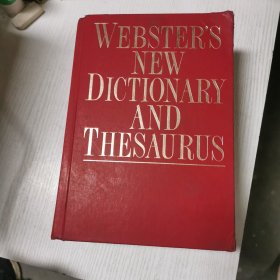 WEBSTER'S
NEW
DICTIONARY
AND
THESAURUS